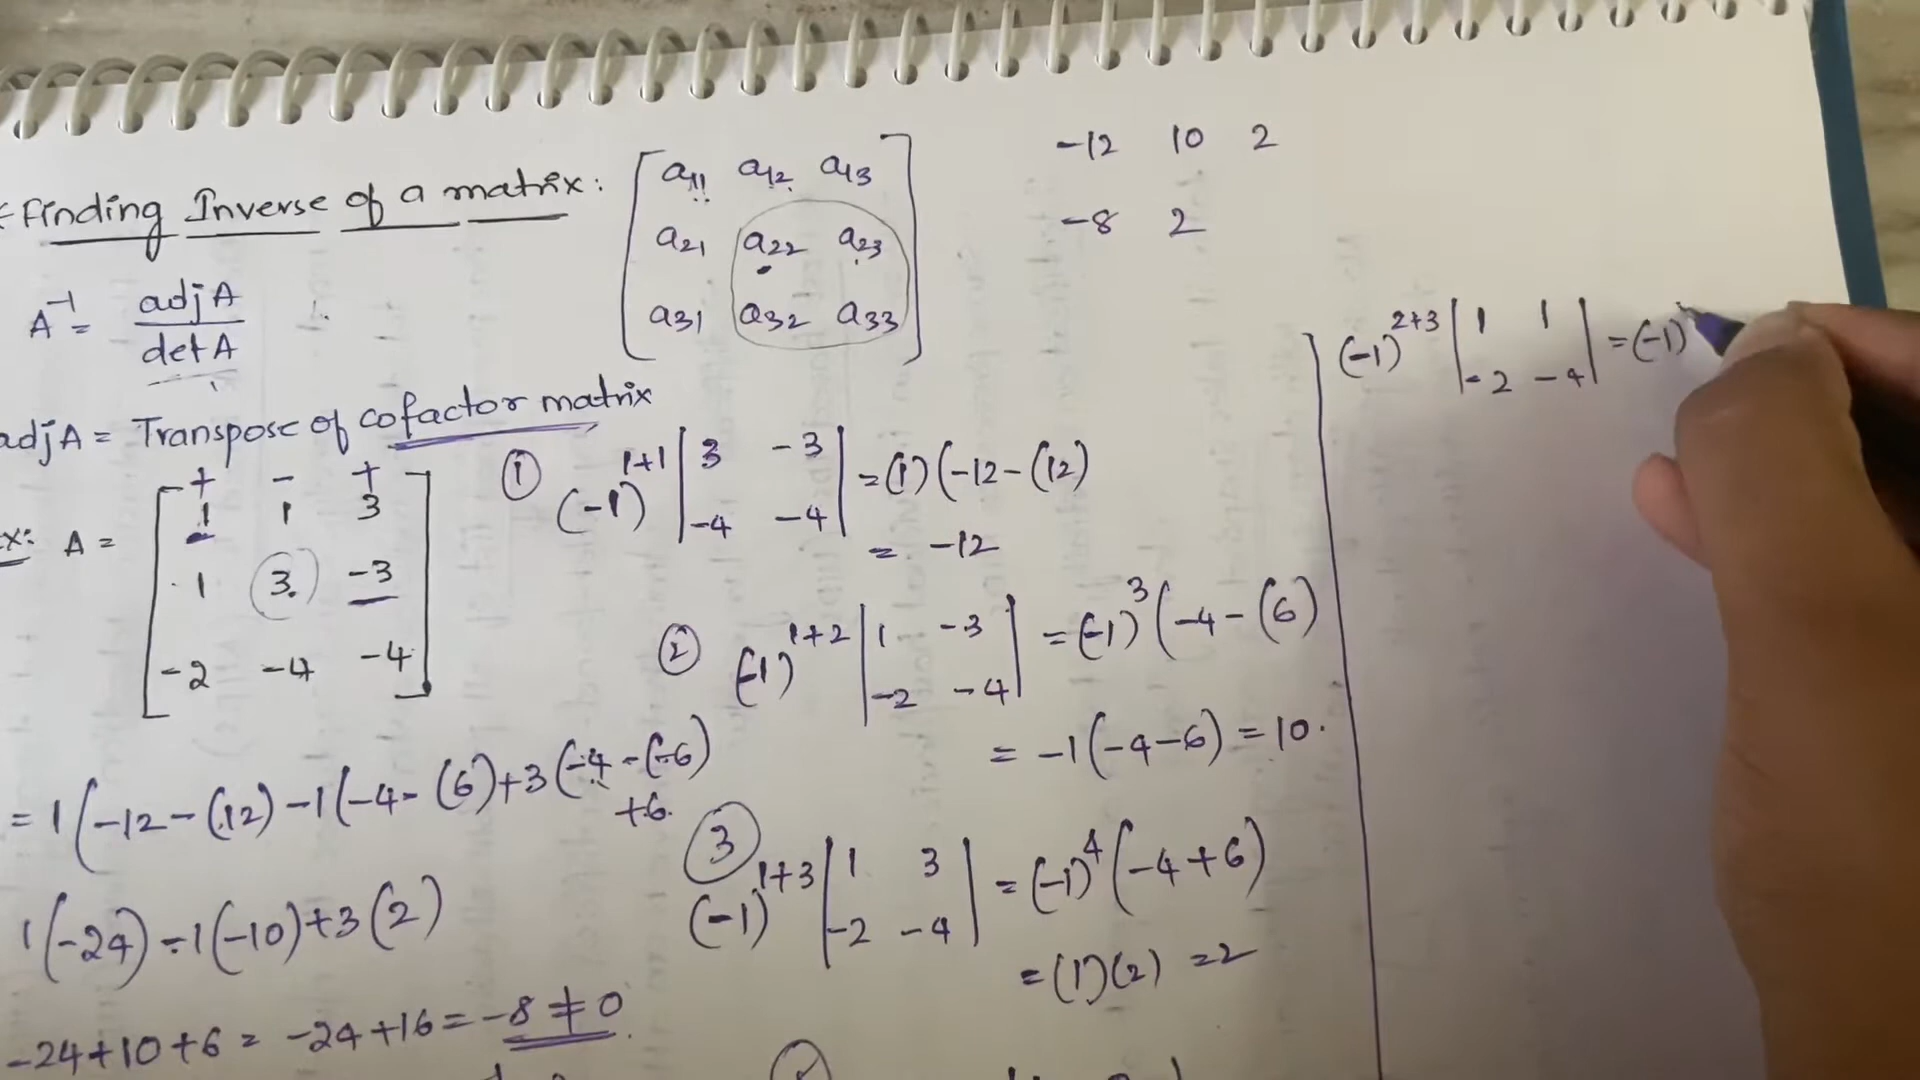 Finding Inverse of a matrix:
a11 a12 a13
a21 a22 a23
a31 a32 a33
-12 10 2
-8 2
A^-1 = adj A / det A
adj A = Transpose of cofactor matrix
+ - +
x: A =
1 1 3
1 3 -3
-2 -4 -4
= 1(-12-(12)-1(-4-(6)+3(-4-(-6)
+6.
1(-24)-1(-10)+3(2)
-24+10+6 = -24+16 = -8 ≠ 0
① (-1)^1+1 |3 -3|
|-4 -4|
= (1)(-12-(12)
= -12
② (-1)^1+2 |1 -3|
|-2 -4|
= (-1)^3 (-4-(6)
= -1(-4-6) = 10.
③ (-1)^1+3 |1 3|
|-2 -4|
= (-1)^4 (-4+6)
= (1)(2) = 2
(-1)^2+3 |1 1|
|-2 -4|
= (-1)